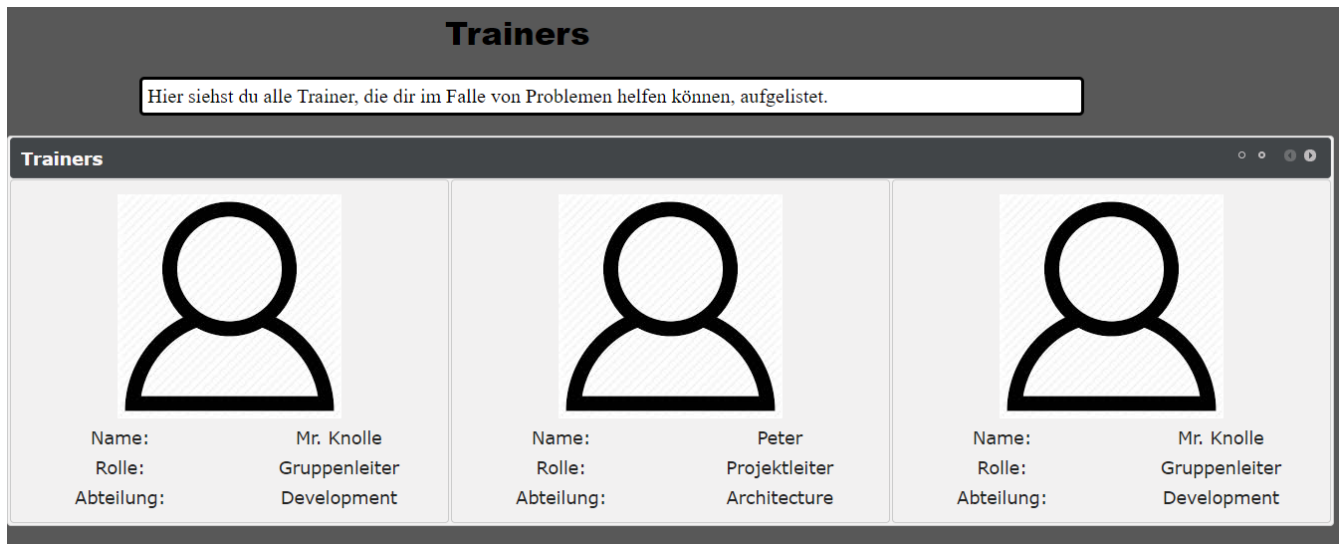 Trainers
Hier siehst du alle Trainer, die dir im Falle von Problemen helfen können, aufgelistet.
Trainers
Name: Mr. Knolle
Rolle: Gruppenleiter
Abteilung: Development
Name: Peter
Rolle: Projektleiter
Abteilung: Architecture
Name: Mr. Knolle
Rolle: Gruppenleiter
Abteilung: Development